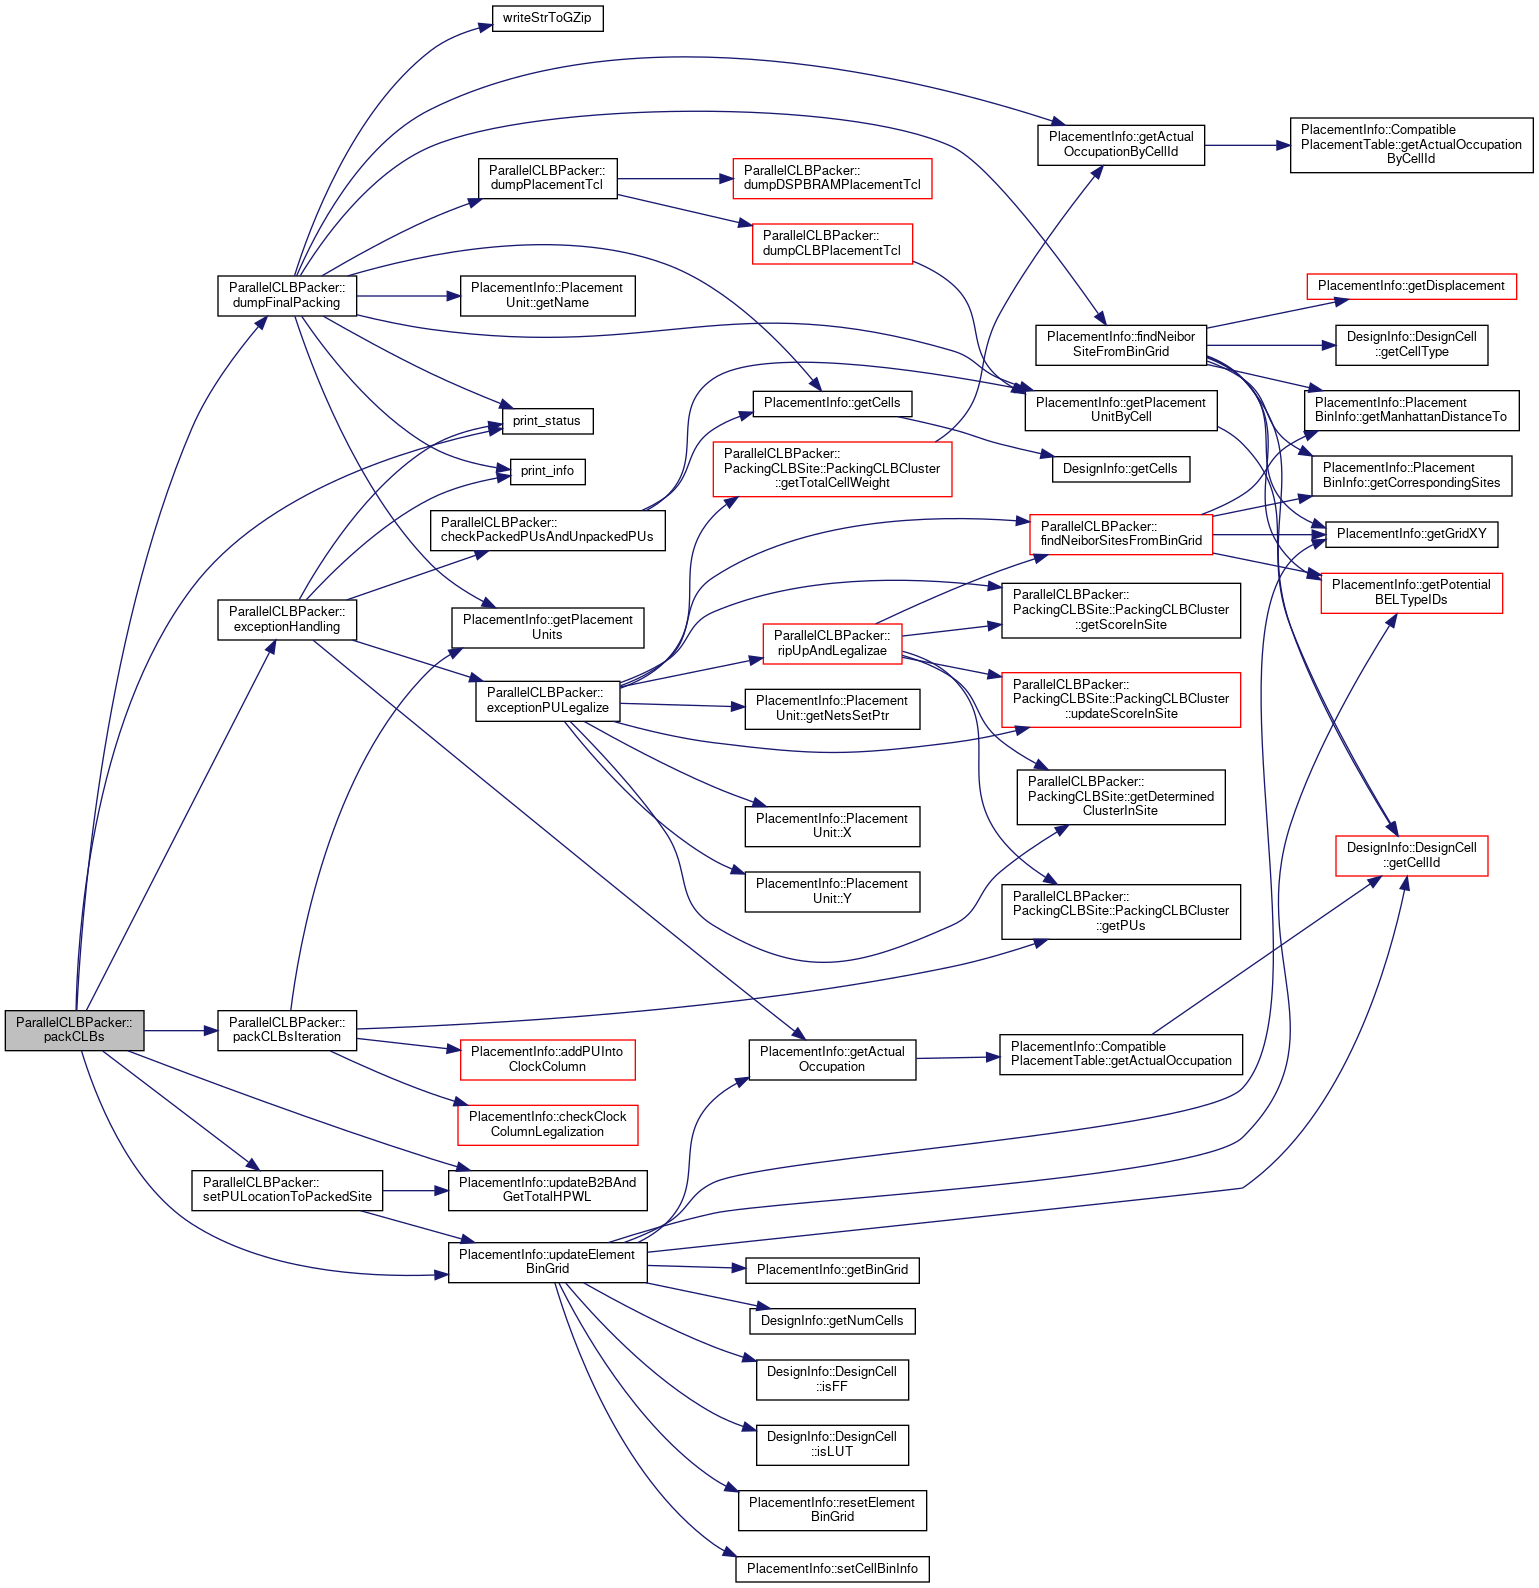 writeStrToGZip
PlacementInfo::getActual
OccupationByCellId
PlacementInfo::Compatible
PlacementTable::getActualOccupation
ByCellId
ParallelCLBPacker::
dumpPlacementTcl
ParallelCLBPacker::
dumpDSPBRAMPlacementTcl
ParallelCLBPacker::
dumpCLBPlacementTcl
ParallelCLBPacker::
dumpFinalPacking
PlacementInfo::Placement
Unit::getName
PlacementInfo::getDisplacement
PlacementInfo::findNeibor
SiteFromBinGrid
DesignInfo::DesignCell
::getCellType
print_status
PlacementInfo::getCells
PlacementInfo::getPlacement
UnitByCell
PlacementInfo::Placement
BinInfo::getManhattanDistanceTo
print_info
ParallelCLBPacker::
PackingCLBSite::PackingCLBCluster
::getTotalCellWeight
DesignInfo::getCells
PlacementInfo::Placement
BinInfo::getCorrespondingSites
ParallelCLBPacker::
checkPackedPUsAndUnpackedPUs
ParallelCLBPacker::
findNeiborSitesFromBinGrid
PlacementInfo::getGridXY
ParallelCLBPacker::
exceptionHandling
PlacementInfo::getPlacement
Units
ParallelCLBPacker::
PackingCLBSite::PackingCLBCluster
::getScoreInSite
PlacementInfo::getPotential
BELTypeIDs
ParallelCLBPacker::
ripUpAndLegalizae
ParallelCLBPacker::
exceptionPULegalize
PlacementInfo::Placement
Unit::getNetsSetPtr
ParallelCLBPacker::
PackingCLBSite::PackingCLBCluster
::updateScoreInSite
PlacementInfo::Placement
Unit::X
ParallelCLBPacker::
PackingCLBSite::getDetermined
ClusterInSite
PlacementInfo::Placement
Unit::Y
ParallelCLBPacker::
PackingCLBSite::PackingCLBCluster
::getPUs
DesignInfo::DesignCell
::getCellId
ParallelCLBPacker::
packCLBs
ParallelCLBPacker::
packCLBsIteration
PlacementInfo::addPUInto
ClockColumn
PlacementInfo::getActual
Occupation
PlacementInfo::Compatible
PlacementTable::getActualOccupation
PlacementInfo::checkClock
ColumnLegalization
ParallelCLBPacker::
setPULocationToPackedSite
PlacementInfo::updateB2BAnd
GetTotalHPWL
PlacementInfo::updateElement
BinGrid
PlacementInfo::getBinGrid
DesignInfo::getNumCells
DesignInfo::DesignCell
::isFF
DesignInfo::DesignCell
::isLUT
PlacementInfo::resetElement
BinGrid
PlacementInfo::setCellBinInfo